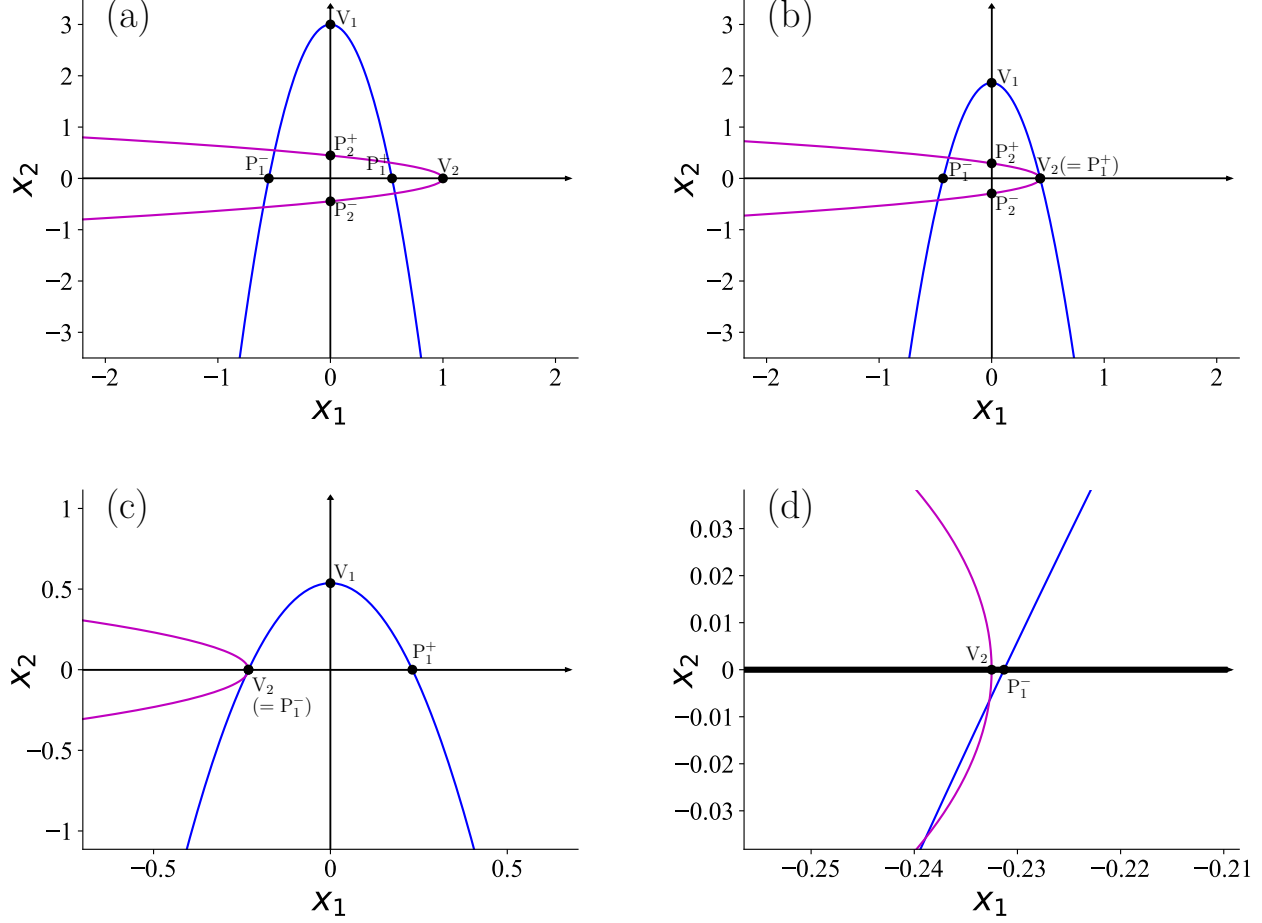 (a)
3
2
1
0
−1
−2
−3
x₂
V₁
P₂⁺
P₁⁻
P₁⁺
V₂
P₂⁻
−2
−1
0
1
2
x₁
(b)
3
2
1
0
−1
−2
−3
x₂
V₁
P₂⁺
P₁⁻
V₂(= P₁⁺)
P₂⁻
−2
−1
0
1
2
x₁
(c)
1
0.5
0
−0.5
−1
x₂
V₁
P₁⁺
V₂
(= P₁⁻)
−0.5
0
0.5
x₁
(d)
0.03
0.02
0.01
0
−0.01
−0.02
−0.03
x₂
V₂
P₁⁻
−0.25
−0.24
−0.23
−0.22
−0.21
x₁